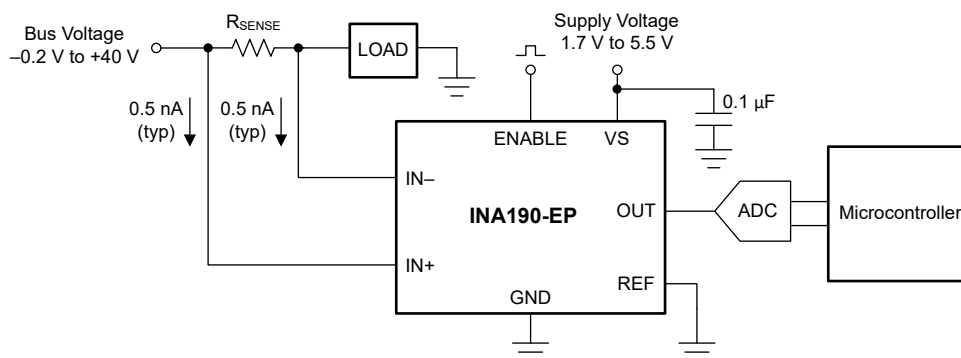 Bus Voltage
–0.2 V to +40 V
RSENSE
LOAD
Supply Voltage
1.7 V to 5.5 V
0.5 nA
(typ)
0.5 nA
(typ)
0.1 µF
ENABLE
VS
IN–
INA190-EP
OUT
ADC
Microcontroller
IN+
REF
GND